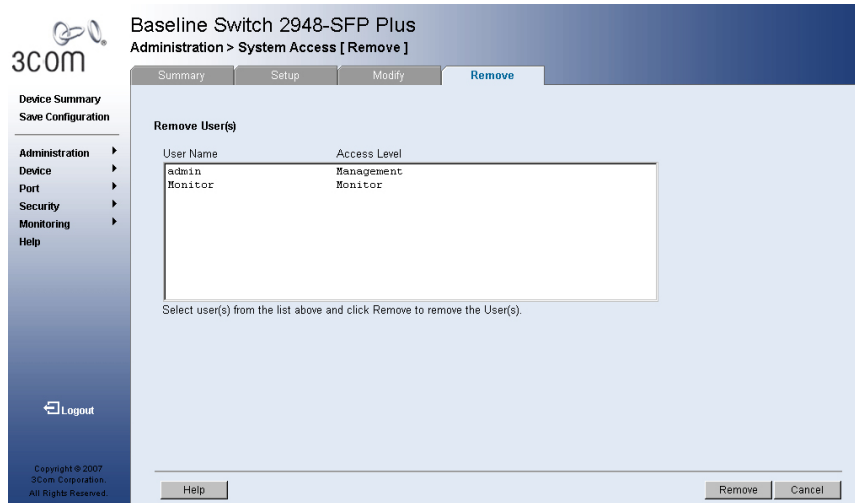 3COM
Baseline Switch 2948-SFP Plus
Administration > System Access [ Remove ]
Summary Setup Modify Remove
Device Summary
Save Configuration
Administration
Device
Port
Security
Monitoring
Help
Logout
Copyright © 2007
3Com Corporation.
All Rights Reserved.
Remove User(s)
User Name Access Level
admin Management
Monitor Monitor
Select user(s) from the list above and click Remove to remove the User(s).
Help Remove Cancel